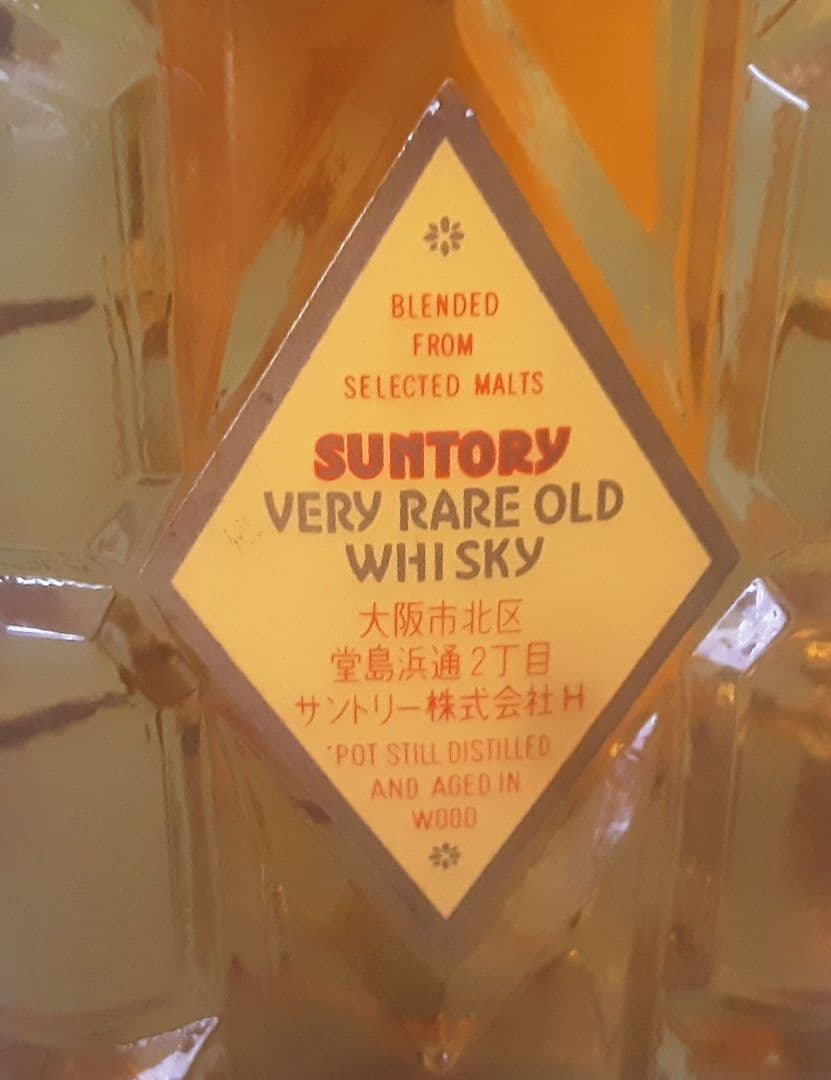 BLENDED
FROM
SELECTED MALTS
SUNTORY
VERY RARE OLD
WHISKY
大阪市北区
堂島浜通2丁目
サントリー株式会社H
POT STILL DISTILLED
AND AGED IN
WOOD